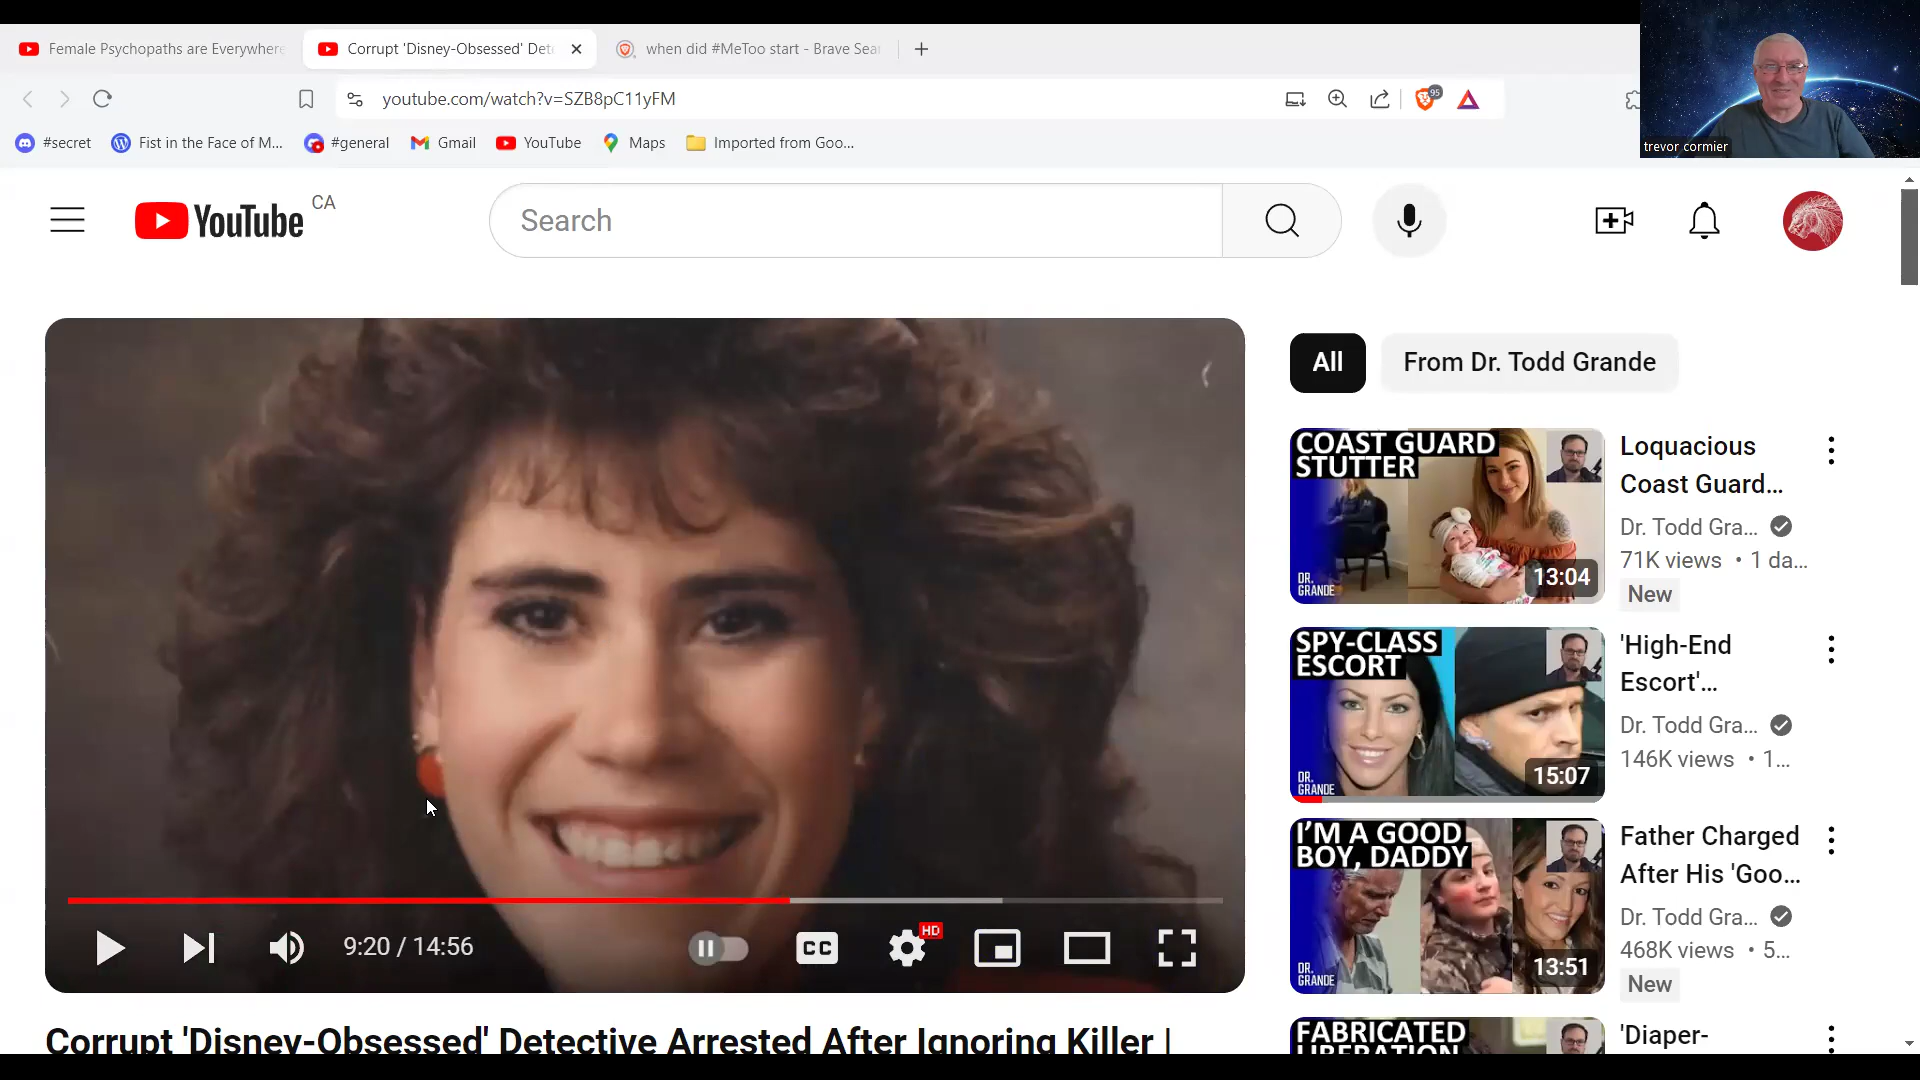 Female Psychopaths are Everywhere
Corrupt 'Disney-Obsessed' Det
when did #MeToo start - Brave Sea
youtube.com/watch?v=SZB8pC11yFM
95
#secret
Fist in the Face of M...
#general
Gmail
YouTube
Maps
Imported from Goo...
trevor cormier
YouTube
CA
Search
9:20 / 14:56
CC
HD
Corrupt 'Disney-Obsessed' Detective Arrested After Ignoring Killer |
All
From Dr. Todd Grande
COAST GUARD
STUTTER
DR.
GRANDE
13:04
Loquacious
Coast Guard...
Dr. Todd Gra...
71K views • 1 da...
New
SPY-CLASS
ESCORT
DR.
GRANDE
15:07
'High-End
Escort'...
Dr. Todd Gra...
146K views • 1...
I'M A GOOD
BOY, DADDY
DR.
GRANDE
13:51
Father Charged
After His 'Goo...
Dr. Todd Gra...
468K views • 5...
New
FABRICATED
LIBERATION
'Diaper-